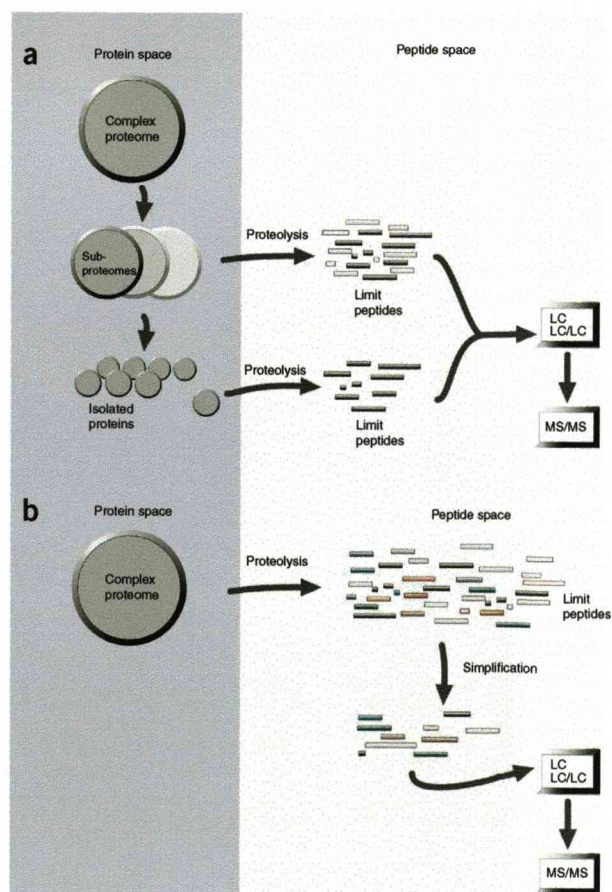 a
Protein space
Peptide space
Complex
proteome
Sub-
proteomes
Proteolysis
Limit
peptides
LC
LC/LC
Isolated
proteins
Proteolysis
Limit
peptides
MS/MS
b
Protein space
Peptide space
Complex
proteome
Proteolysis
Limit
peptides
Simplification
LC
LC/LC
MS/MS